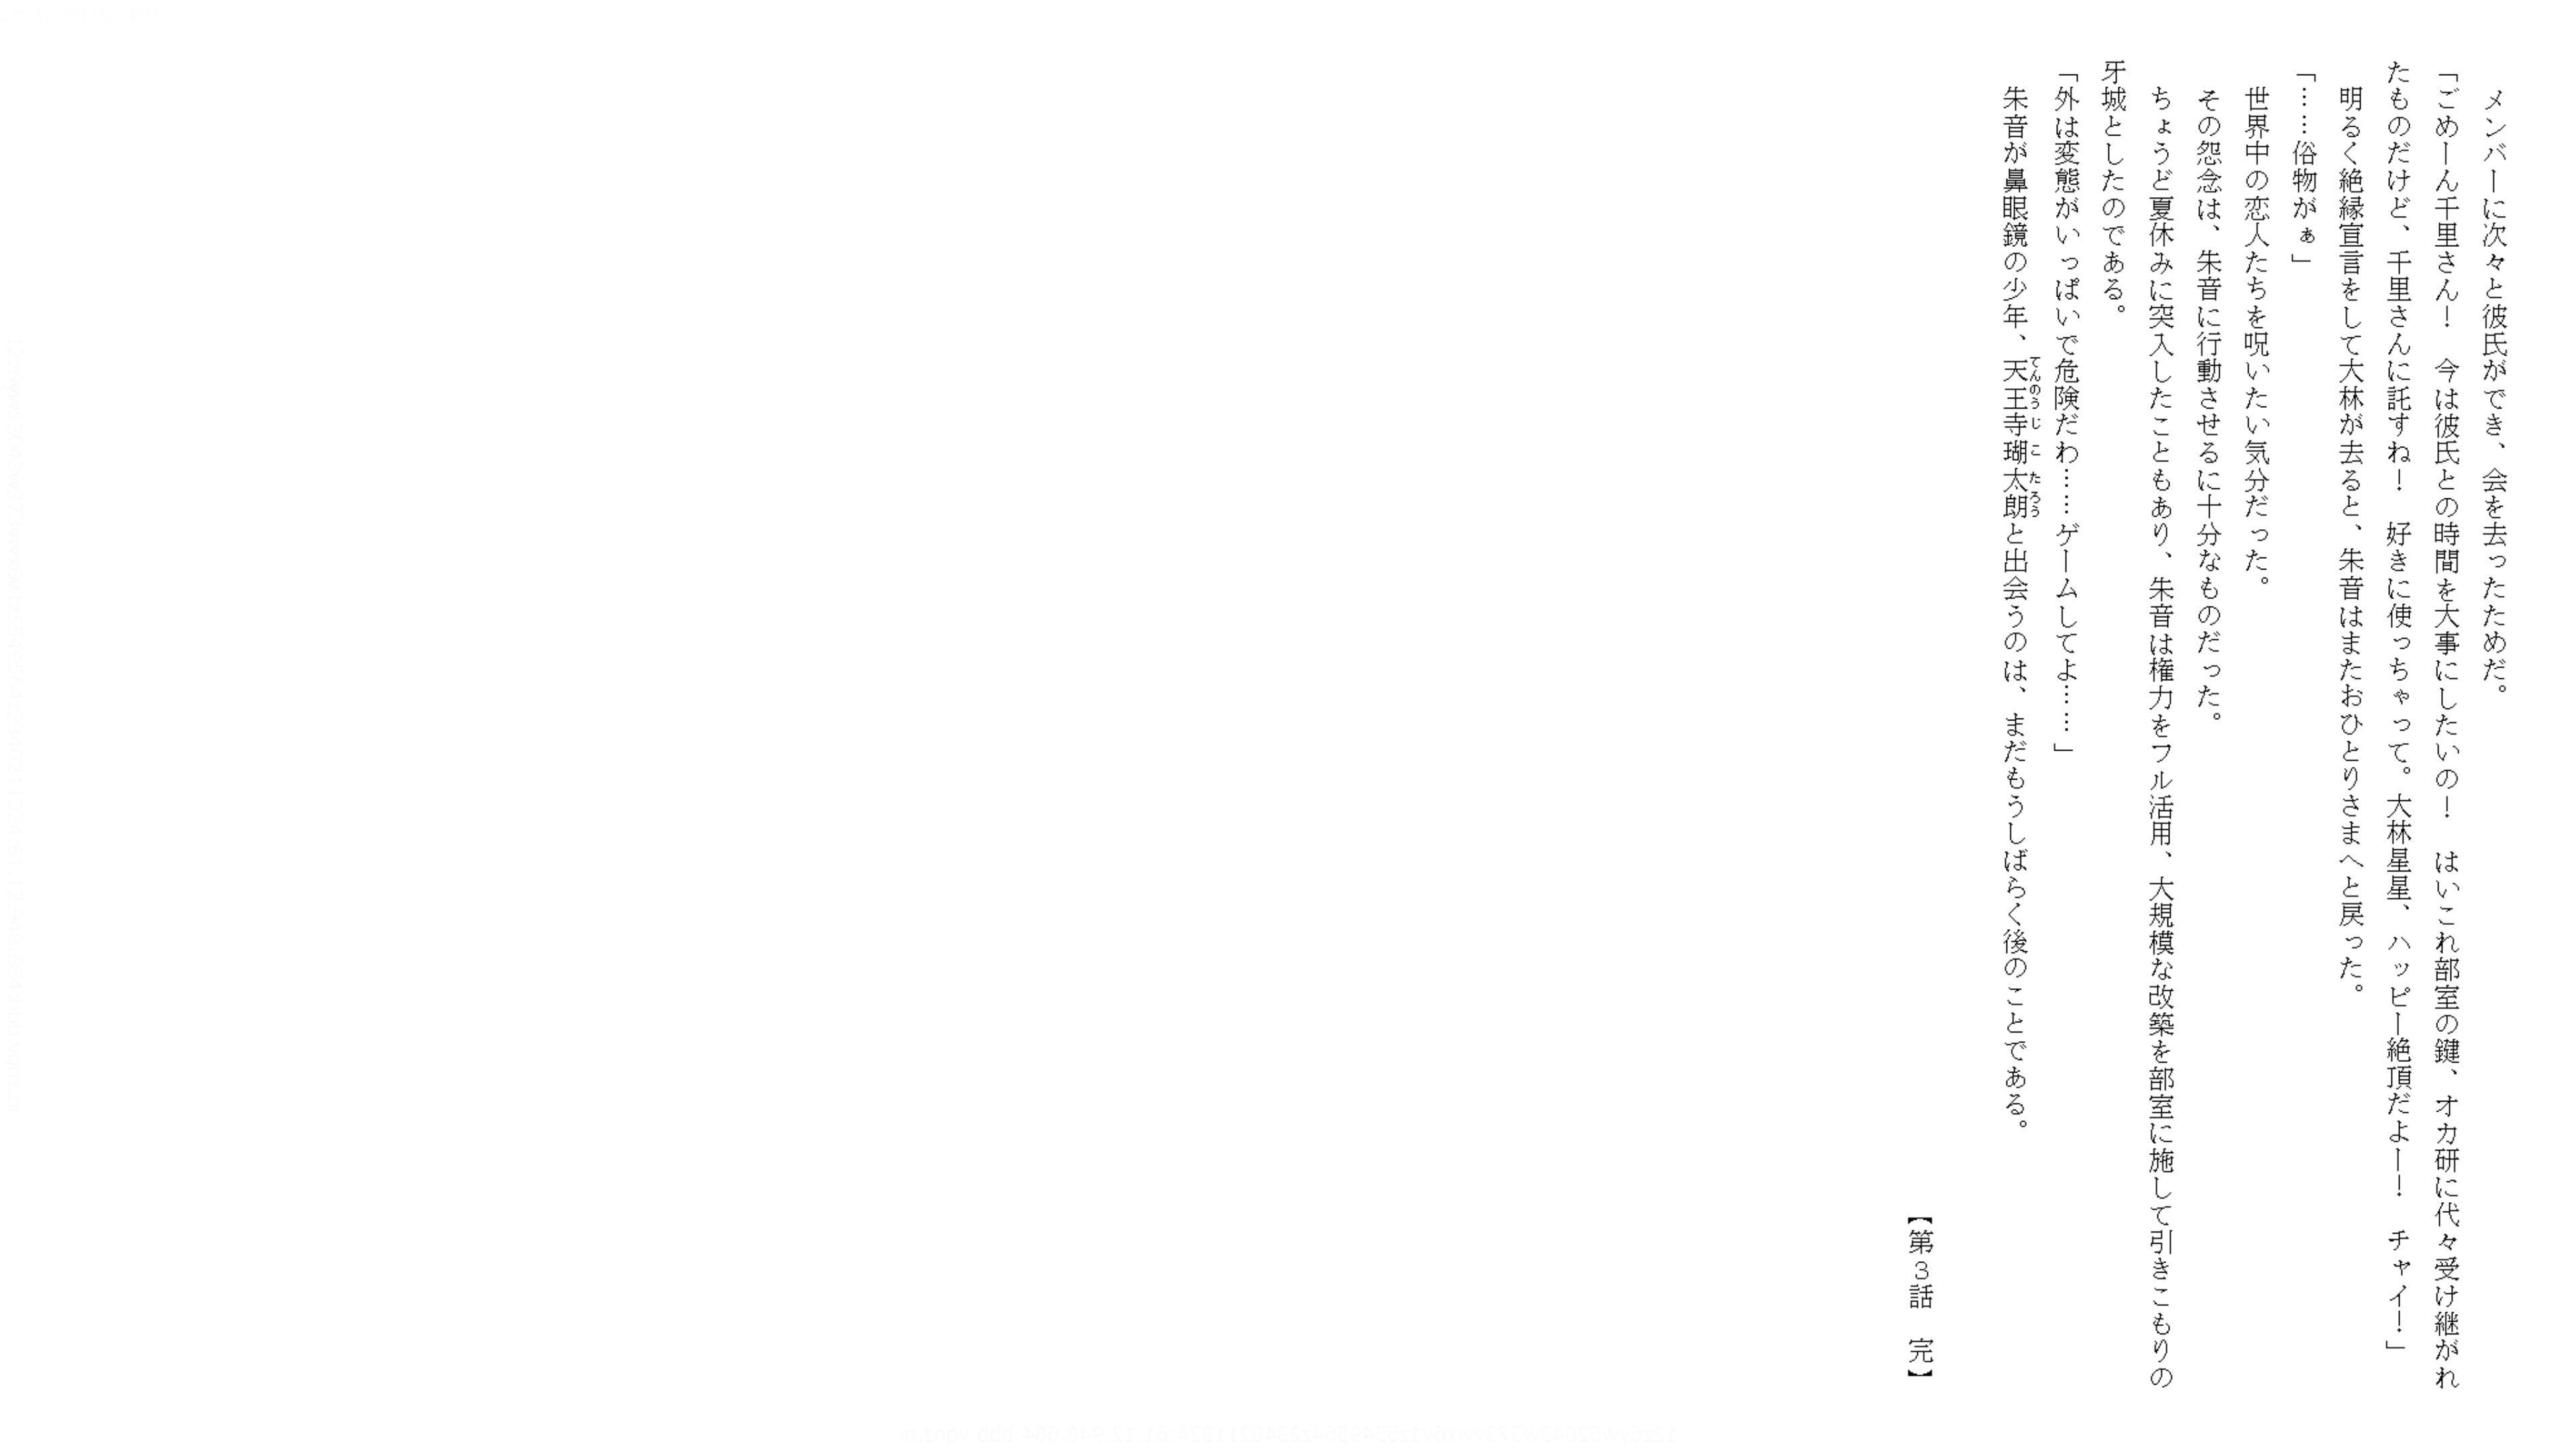 メンバーに次々と彼氏ができ、会を去ったためだ。
「ごめーん千里さん！　今は彼氏との時間を大事にしたいの！　はいこれ部室の鍵、オカ研に代々受け継がれ
たものだけど、千里さんに託すね！　好きに使っちゃって。大林星星、ハッピー絶頂だよー！　チャイ！」
　明るく絶縁宣言をして大林が去ると、朱音はまたおひとりさまへと戻った。
「……俗物がぁ」
　世界中の恋人たちを呪いたい気分だった。
　その怨念は、朱音に行動させるに十分なものだった。
　ちょうど夏休みに突入したこともあり、朱音は権力をフル活用、大規模な改築を部室に施して引きこもりの
牙城としたのである。
「外は変態がいっぱいで危険だわ……ゲームしてよ……」
　朱音が鼻眼鏡の少年、天王寺瑚太朗と出会うのは、まだもうしばらく後のことである。
てんのうじ こたろう
【第３話　完】